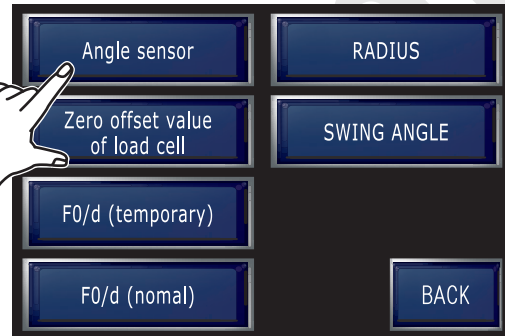 Angle sensor
RADIUS
Zero offset value
of load cell
SWING ANGLE
F0/d (temporary)
F0/d (nomal)
BACK